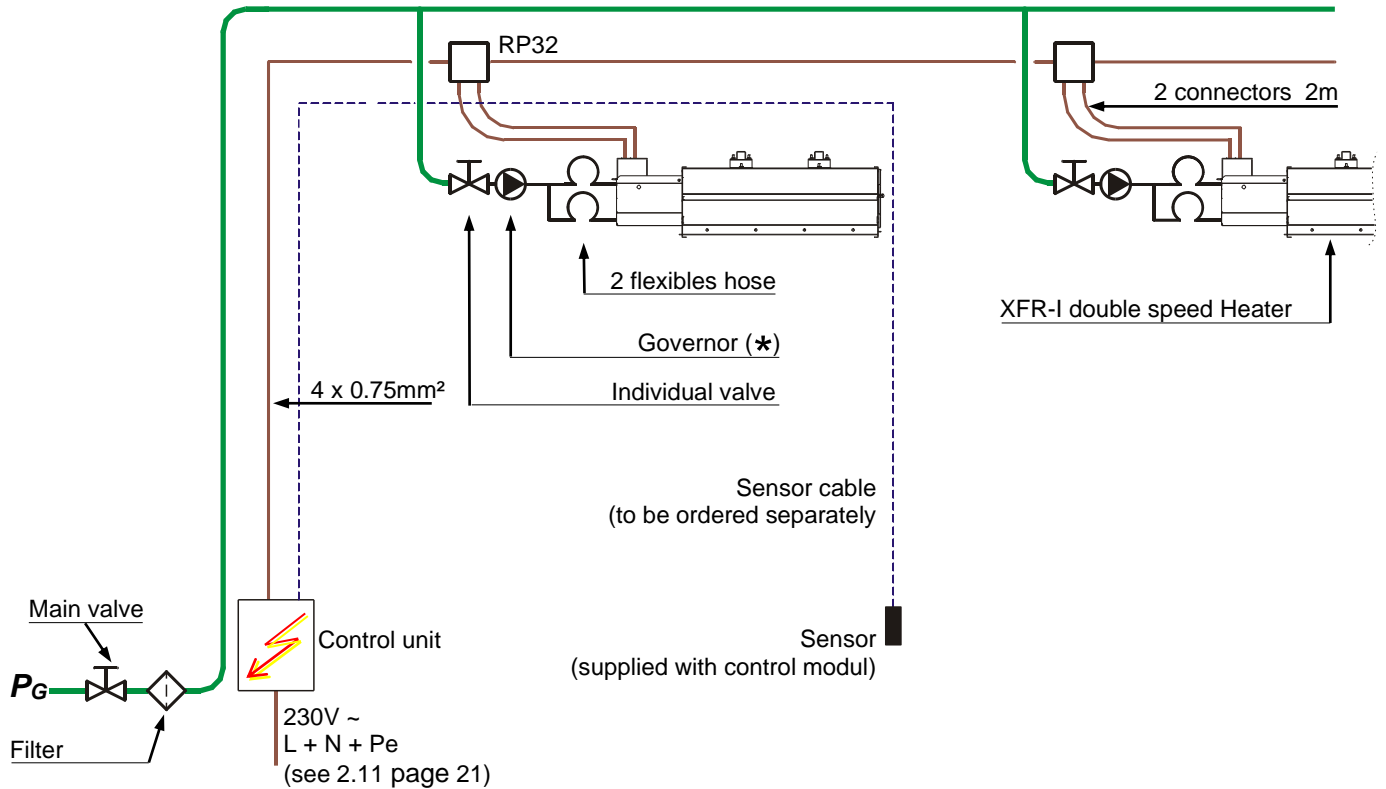 RP32
2 connectors 2m
2 flexibles hose
XFR-I double speed Heater
Governor (*)
4 x 0.75mm²
Individual valve
Sensor cable
(to be ordered separately
Main valve
Control unit
Sensor
(supplied with control modul)
PG
Filter
230V ~
L + N + Pe
(see 2.11 page 21)